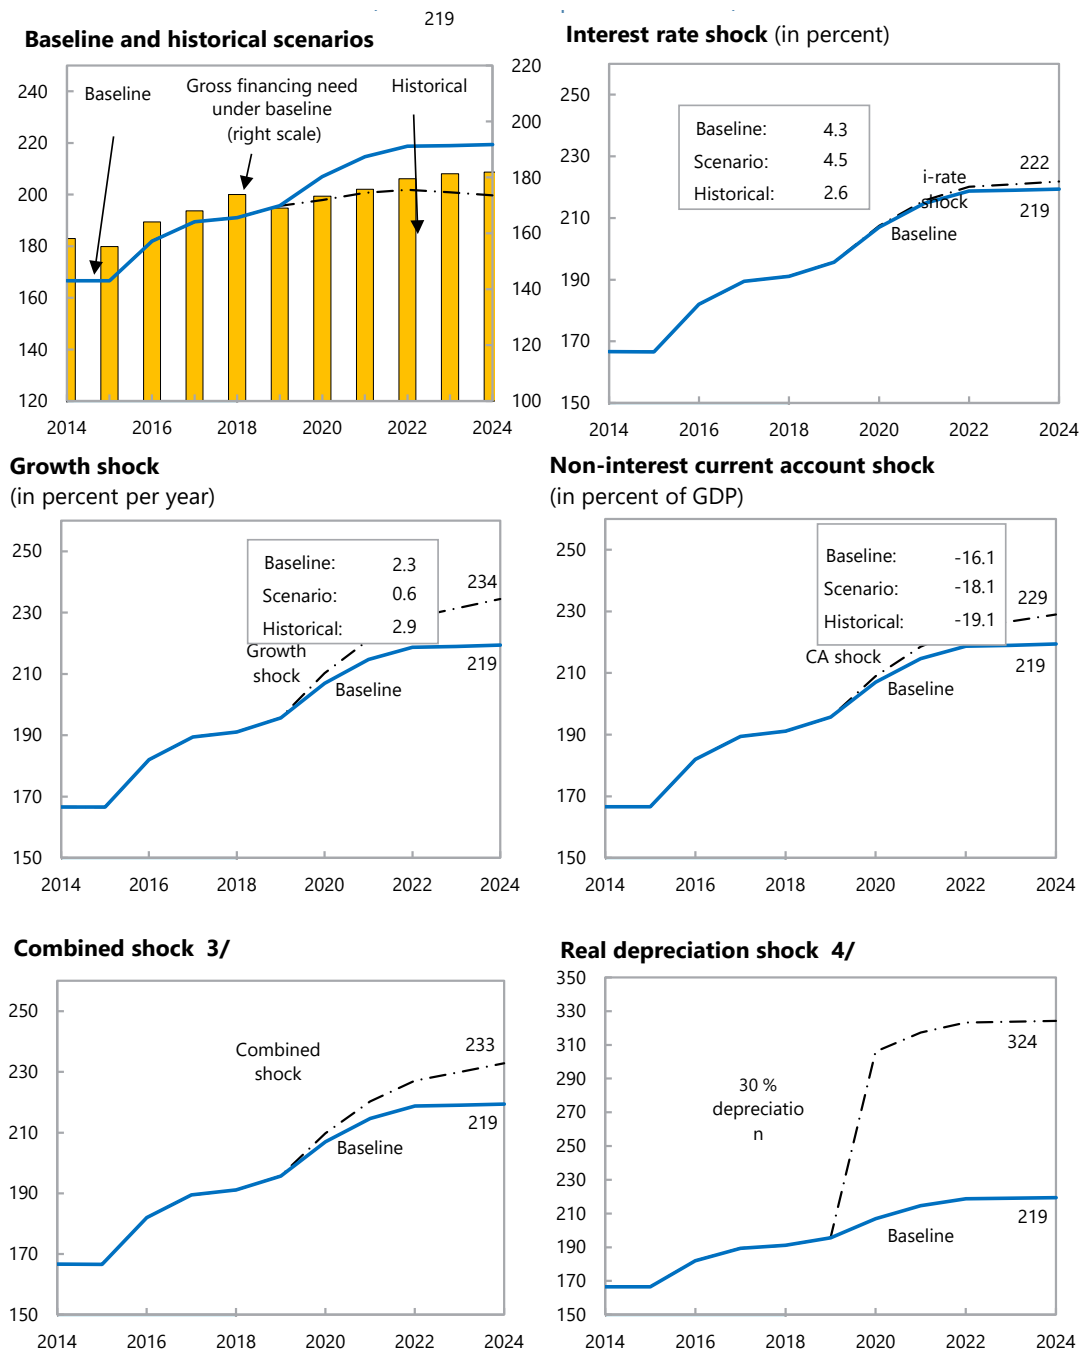 219
Baseline and historical scenarios
Baseline
Gross financing need
under baseline
(right scale)
Historical
240
220
200
180
160
140
120
220
200
180
160
140
120
100
2014 2016 2018 2020 2022 2024
Interest rate shock (in percent)
250
230
210
190
170
150
Baseline: 4.3
Scenario: 4.5
Historical: 2.6
i-rate
shock
222
219
Baseline
2014 2016 2018 2020 2022 2024
Growth shock
(in percent per year)
250
230
210
190
170
150
Baseline: 2.3
Scenario: 0.6
Historical: 2.9
Growth
shock
234
219
Baseline
2014 2016 2018 2020 2022 2024
Non-interest current account shock
(in percent of GDP)
250
230
210
190
170
150
Baseline: -16.1
Scenario: -18.1
Historical: -19.1
CA shock
229
219
Baseline
2014 2016 2018 2020 2022 2024
Combined shock 3/
250
230
210
190
170
150
Combined
shock
233
219
Baseline
2014 2016 2018 2020 2022 2024
Real depreciation shock 4/
350
330
310
290
270
250
230
210
190
170
150
30 %
depreciatio
n
324
219
Baseline
2014 2016 2018 2020 2022 2024